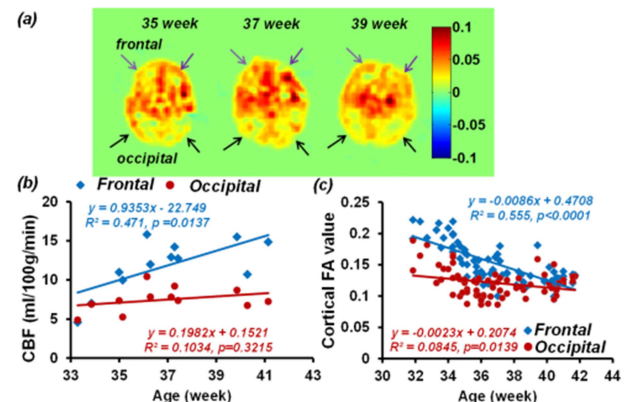 (a)
35 week 37 week 39 week
frontal
occipital
0.1
0.05
0
-0.05
-0.1
(b) Frontal Occipital
y = 0.9353x - 22.749
R² = 0.471, p=0.0137
20
15
10
5
0
CBF (ml/100g/min)
y = 0.1982x + 0.1521
R² = 0.1034, p=0.3215
33 35 37 39 41 43
Age (week)
(c)
y = -0.0086x + 0.4708
R² = 0.555, p<0.0001
0.25
0.2
0.15
0.1
0.05
0
Cortical FA value
y =-0.0023x + 0.2074
R² = 0.0845, p=0.0139
Frontal
Occipital
30 32 34 36 38 40 42 44
Age (week)